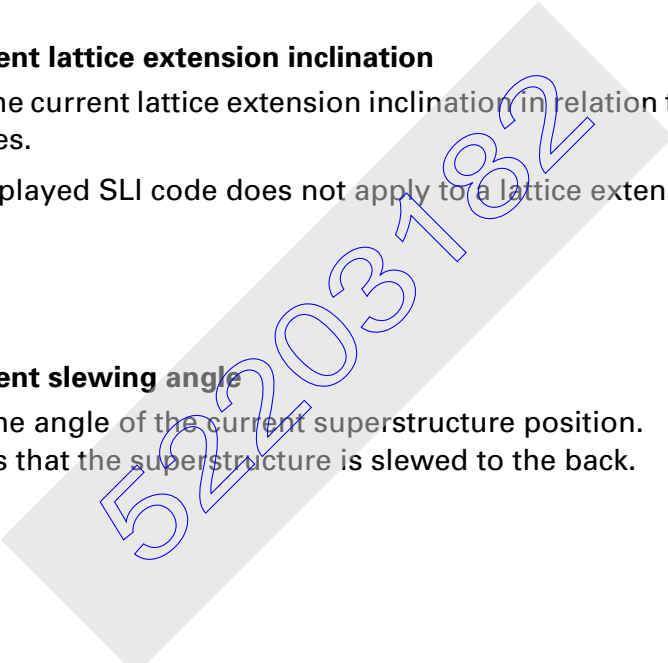 ent lattice extension inclination
ne current lattice extension inclination in relation t
es.
played SLI code does not apply to a lattice exten
ent slewing angle
ne angle of the current superstructure position.
s that the superstructure is slewed to the back.
52203182